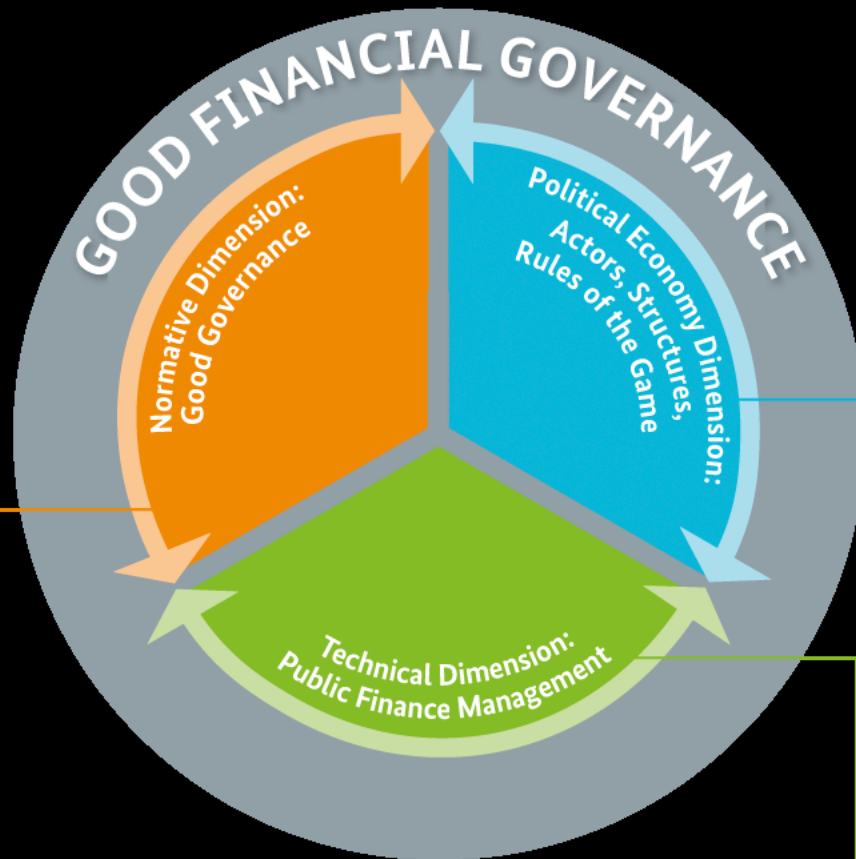 GOOD FINANCIAL GOVERNANCE
Normative Dimension:
Good Governance
Political Economy Dimension:
Actors, Structures,
Rules of the Game
Technical Dimension:
Public Finance Management